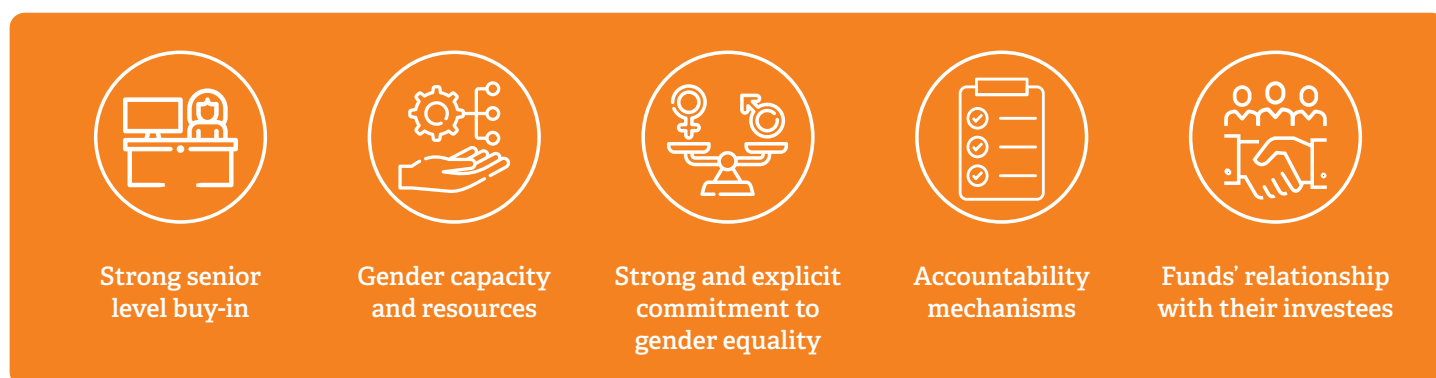 Strong senior
level buy-in
Gender capacity
and resources
Strong and explicit
commitment to
gender equality
Accountability
mechanisms
Funds’ relationship
with their investees